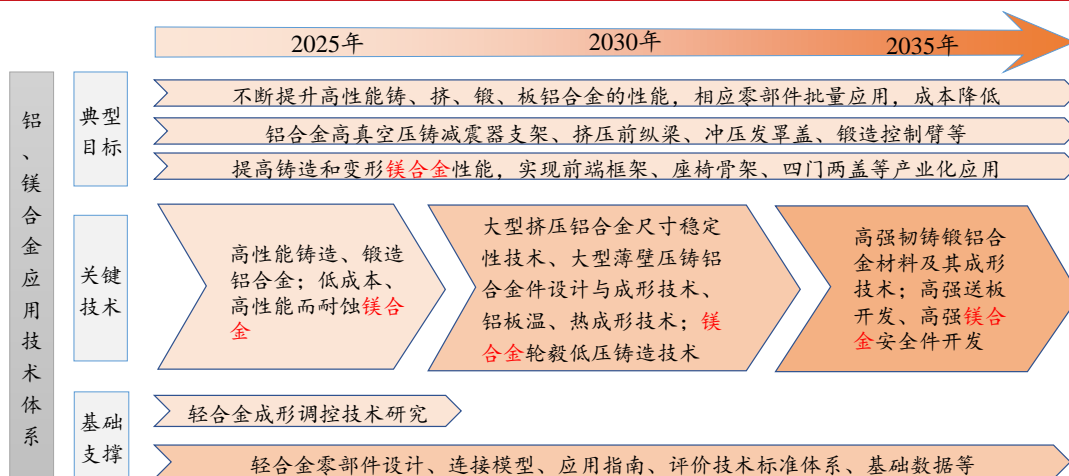 2025年
2030年
2035年
铝、镁合金应用技术体系
典型
目标
不断提升高性能铸、挤、锻、板铝合金的性能，相应零部件批量应用，成本降低
铝合金高真空压铸减震器支架、挤压前纵梁、冲压发罩盖、锻造控制臂等
提高铸造和变形镁合金性能，实现前端框架、座椅骨架、四门两盖等产业化应用
关键
技术
高性能铸造、锻造
铝合金；低成本、
高性能而耐蚀镁合
金
大型挤压铝合金尺寸稳定
性技术、大型薄壁压铸铝
合金件设计与成形技术、
铝板温、热成形技术；镁
合金轮毂低压铸造技术
高强韧铸锻铝合
金材料及其成形
技术；高强送板
开发、高强镁合
金安全件开发
基础
支撑
轻合金成形调控技术研究
轻合金零部件设计、连接模型、应用指南、评价技术标准体系、基础数据等